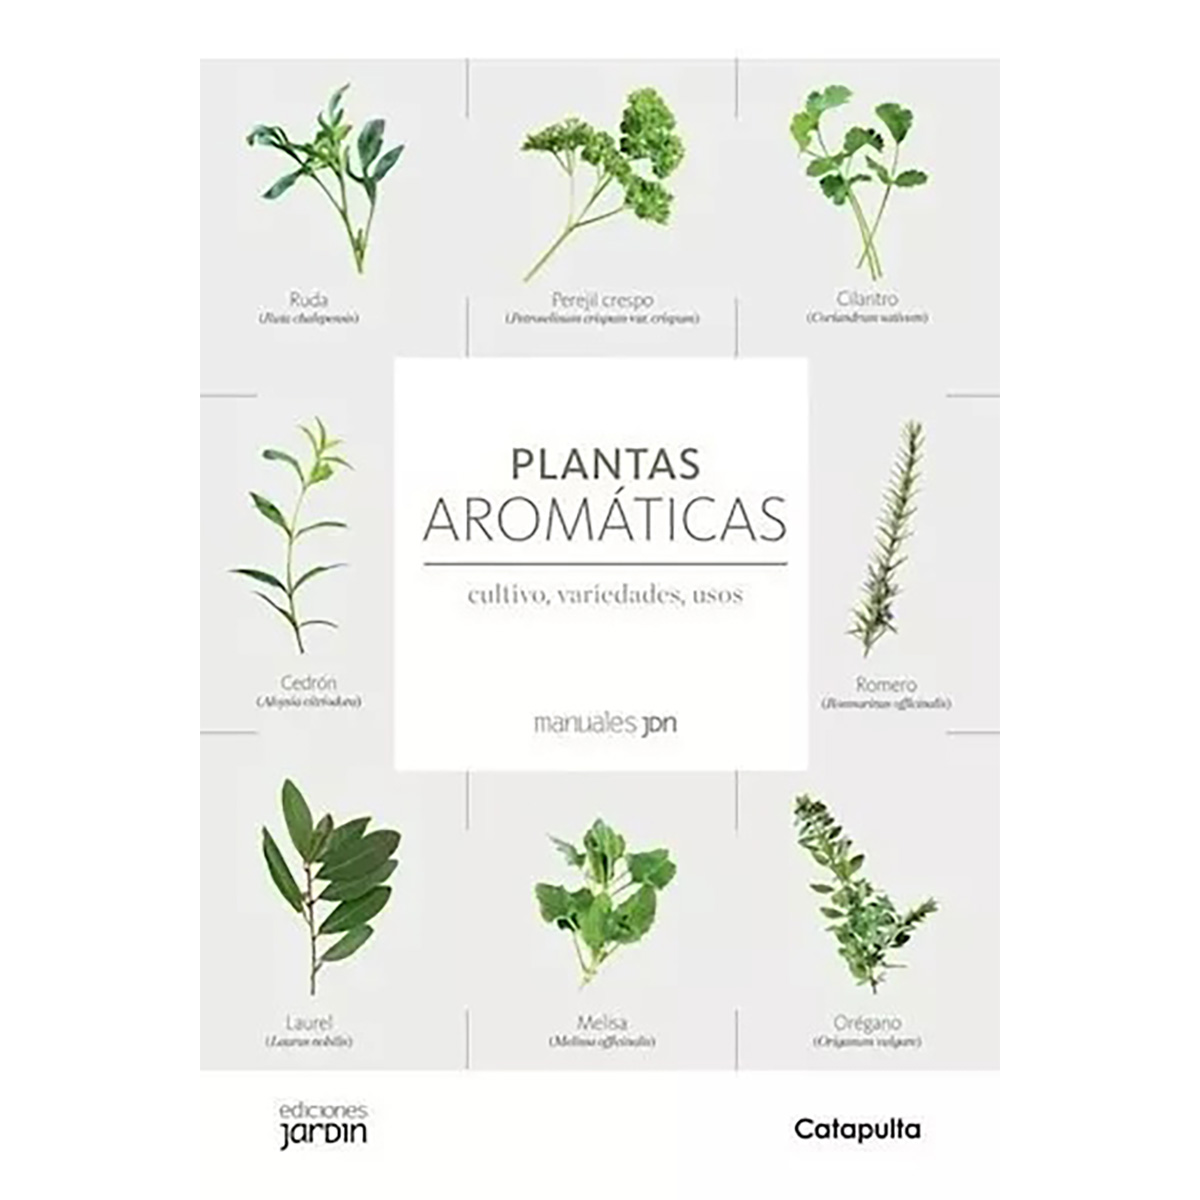 Ruda
(Ruta chalepensis)
Perejil crespo
(Petroselinum crispum var. crispum)
Cilantro
(Coriandrum sativum)
PLANTAS
AROMÁTICAS
cultivo, variedades, usos
Cedrón
(Aloysia citriodora)
Romero
(Rosmarinus officinalis)
manuales JDN
Laurel
(Laurus nobilis)
Melisa
(Melissa officinalis)
Orégano
(Origanum vulgare)
ediciones
JARDIN
Catapulta